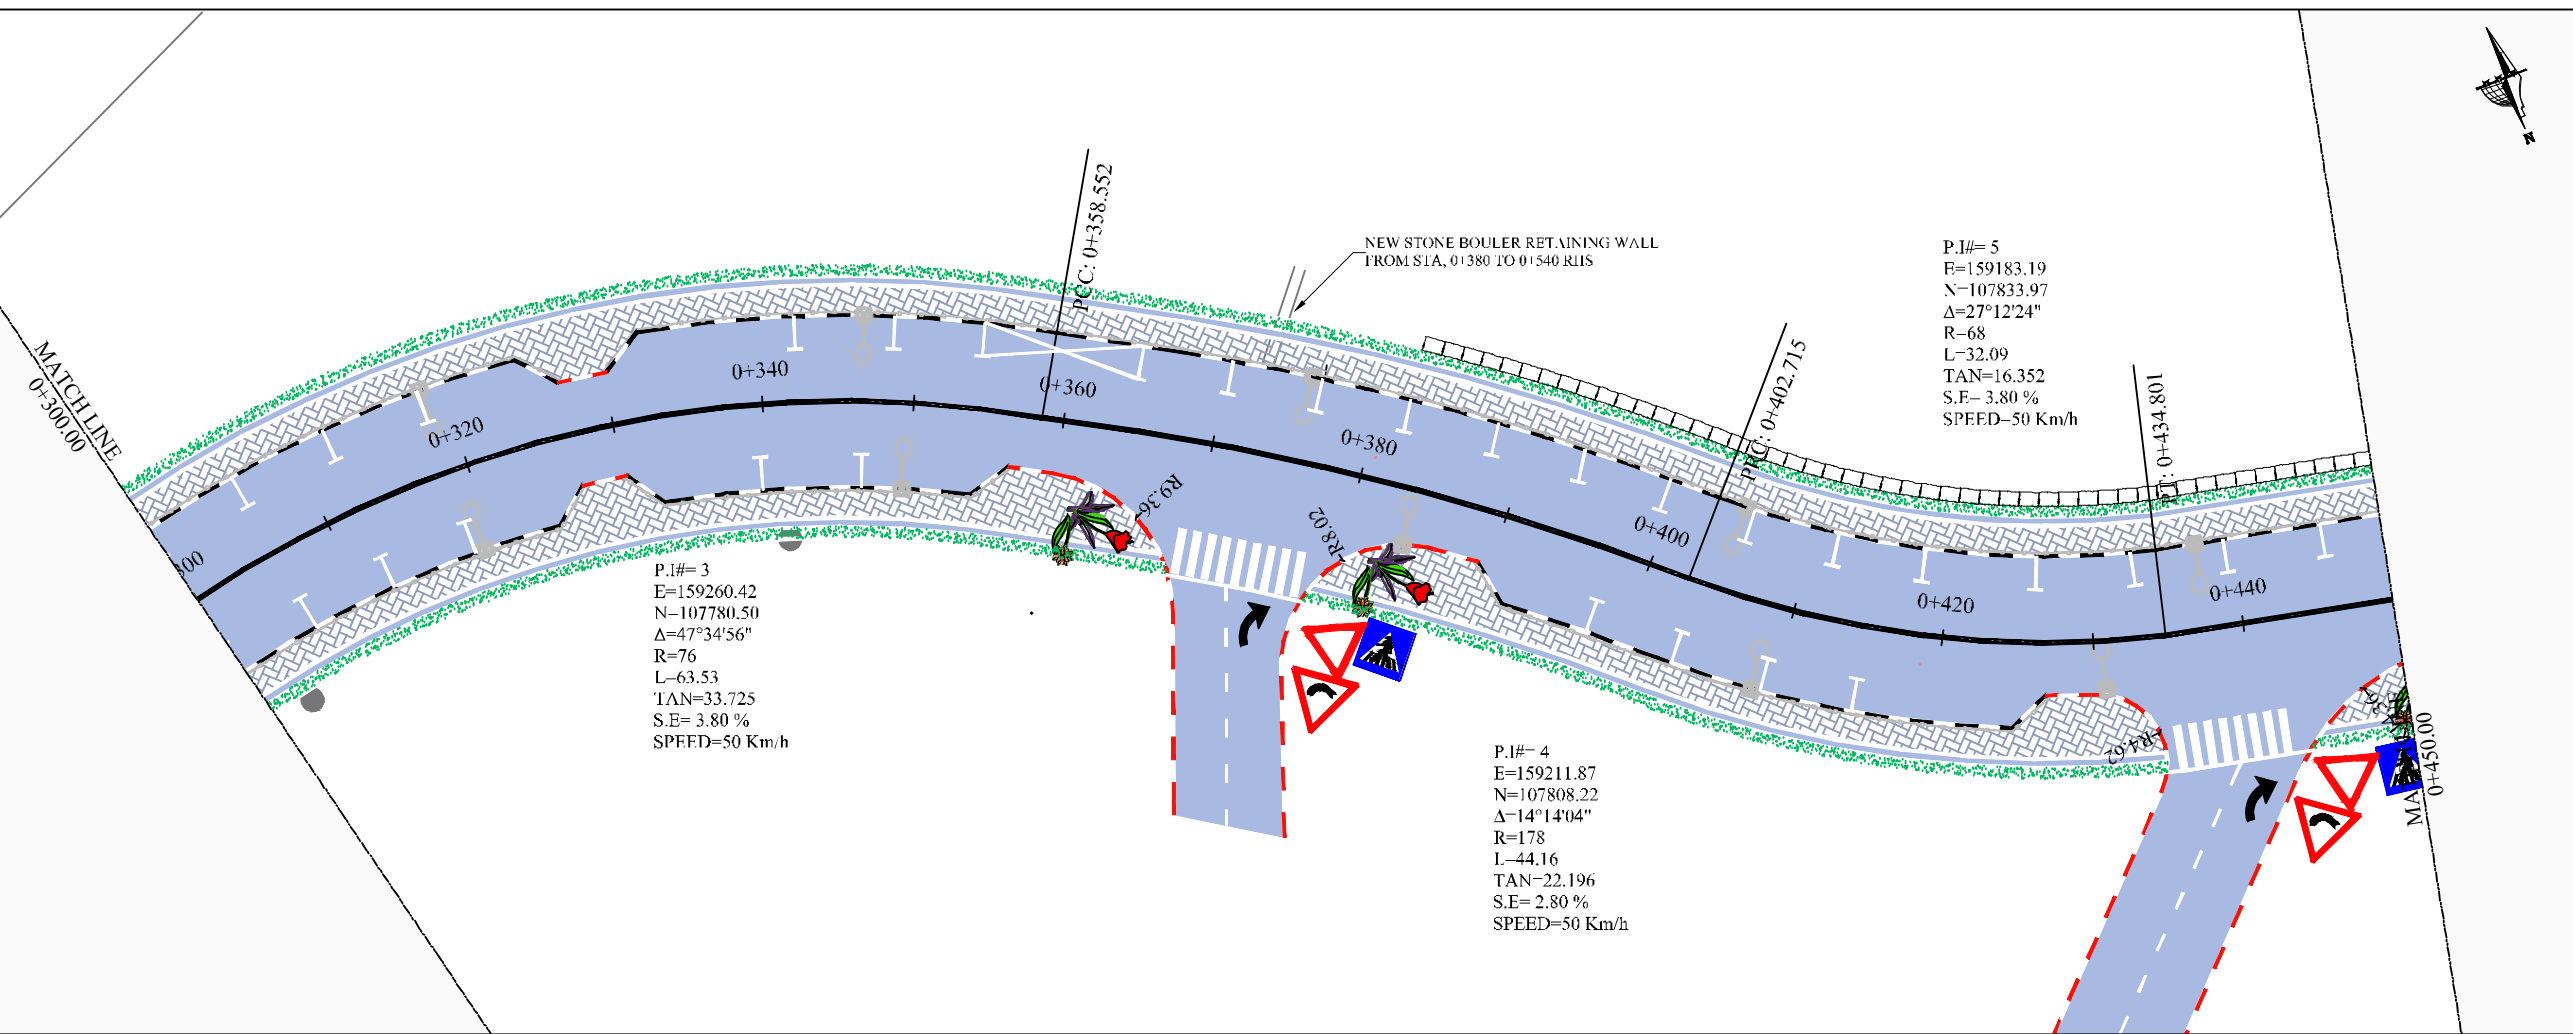 MATCH LINE
0+300.00
300
0+320
0+340
PCC: 0+358.552
0+360
NEW STONE BOULER RETAINING WALL
FROM STA, 0+380 TO 0+540 RHS
0+380
0+400
PRC: 0+402.715
0+420
PT: 0+434.801
0+440
N
P.I#= 5
E=159183.19
N=107833.97
Δ=27°12'24"
R=68
L=32.09
TAN=16.352
S.E= 3.80 %
SPEED=50 Km/h
R9.36
R8.02
R4.62
P.I#= 3
E=159260.42
N=107780.50
Δ=47°34'56"
R=76
L=63.53
TAN=33.725
S.E= 3.80 %
SPEED=50 Km/h
P.I#= 4
E=159211.87
N=107808.22
Δ=14°14'04"
R=178
L=44.16
TAN=22.196
S.E= 2.80 %
SPEED=50 Km/h
0+450.00